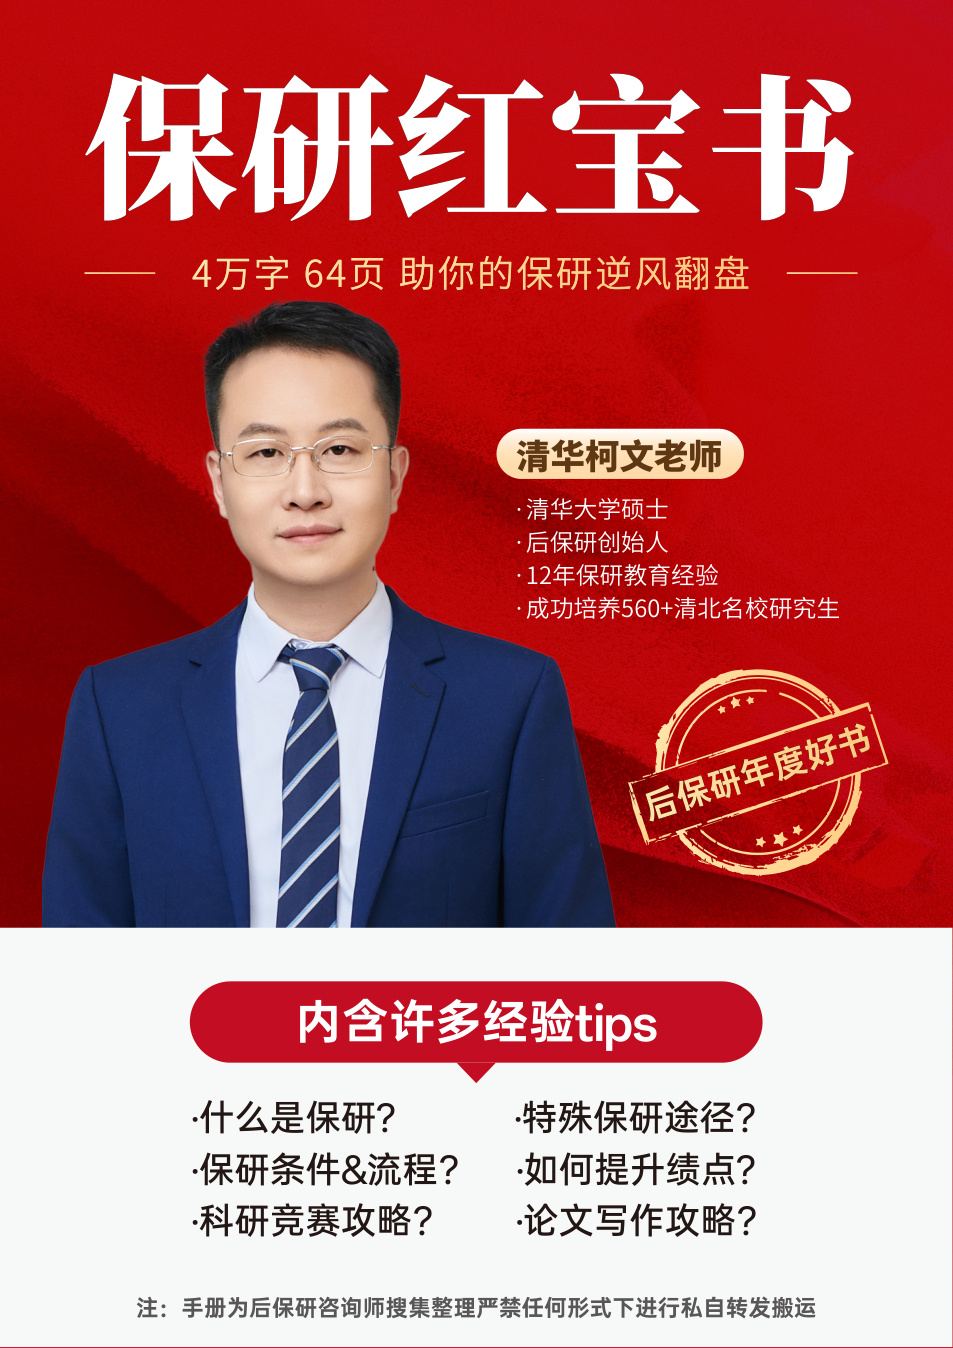 保研红宝书
4万字 64页 助你的保研逆风翻盘
清华柯文老师
·清华大学硕士
·后保研创始人
·12年保研教育经验
·成功培养560+清北名校研究生
后保研年度好书
内含许多经验tips
·什么是保研?
·特殊保研途径?
·保研条件&流程?
·如何提升绩点?
·科研竞赛攻略?
·论文写作攻略?
注：手册为后保研咨询师搜集整理严禁任何形式下进行私自转发搬运